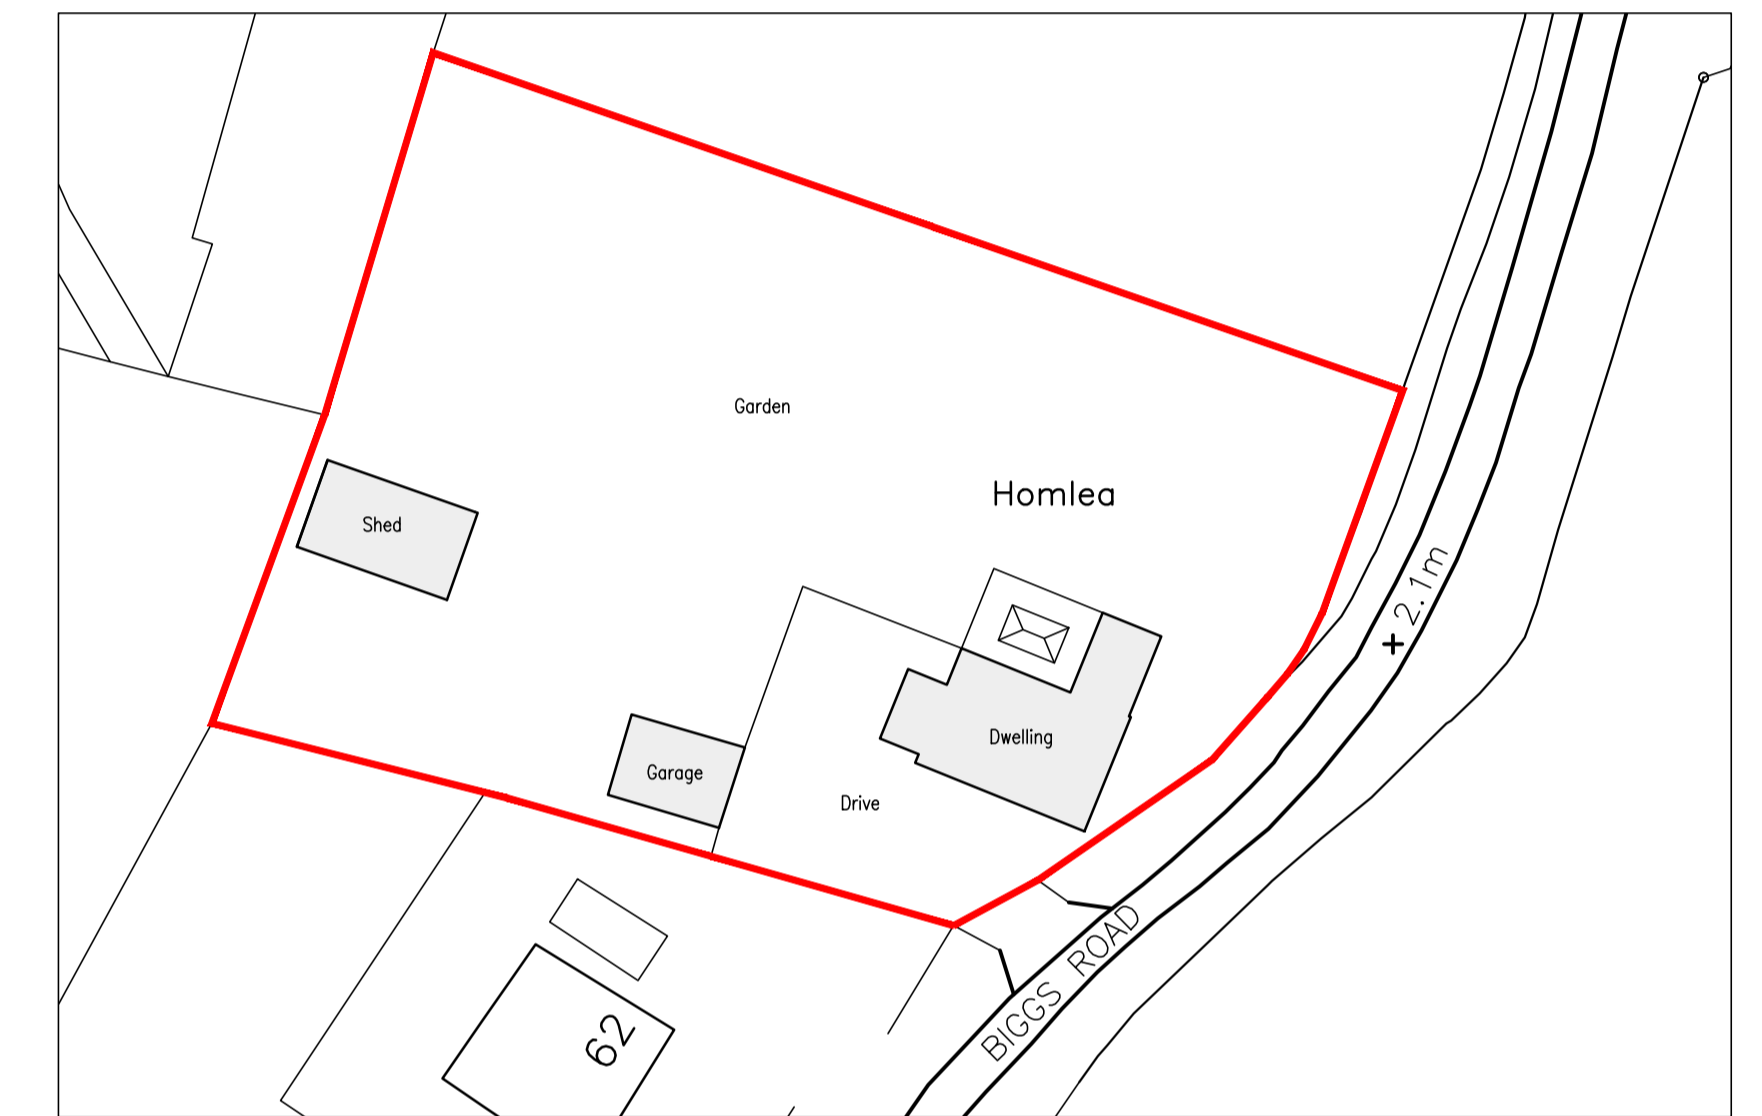 Garden
Homlea
Shed
+ 2.1m
Dwelling
Garage
Drive
BIGGS ROAD
62